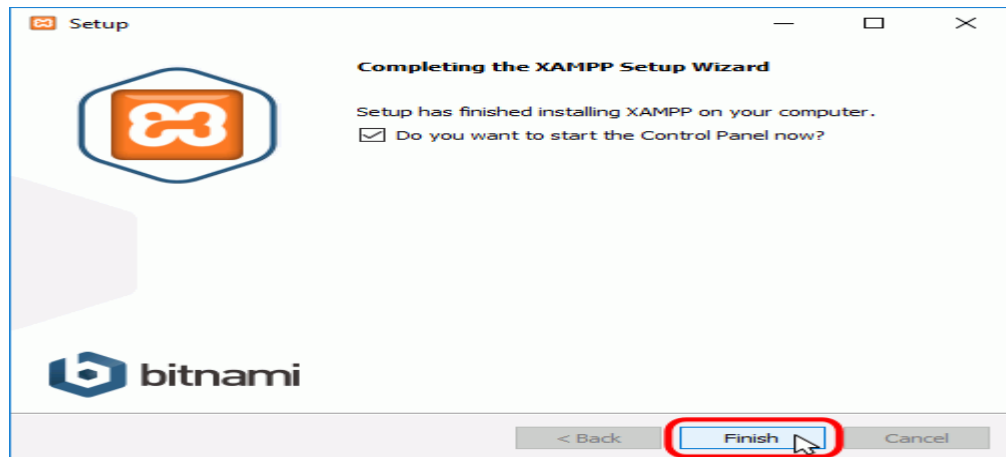 Setup
Completing the XAMPP Setup Wizard
Setup has finished installing XAMPP on your computer.
Do you want to start the Control Panel now?
bitnami
< Back Finish Cancel